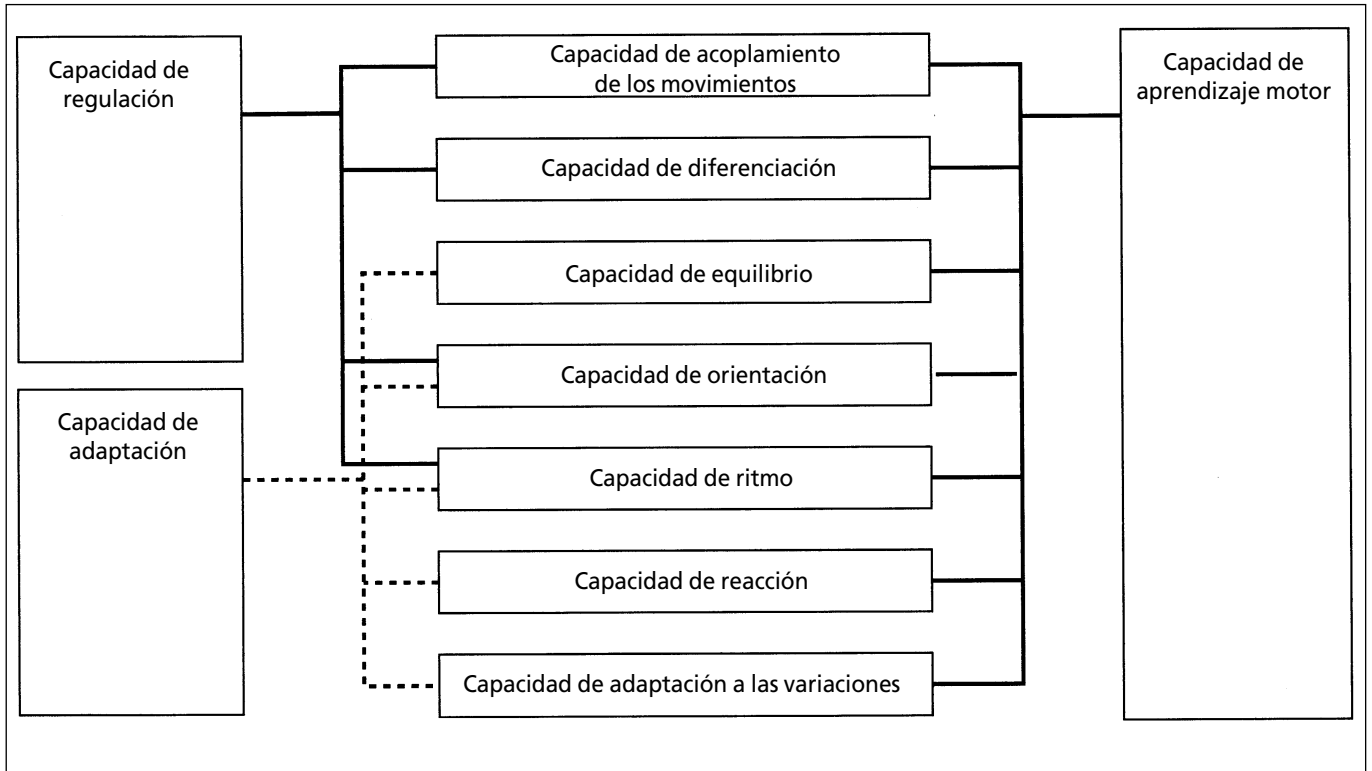 Capacidad de
regulación
Capacidad de
adaptación
Capacidad de acoplamiento
de los movimientos
Capacidad de diferenciación
Capacidad de equilibrio
Capacidad de orientación
Capacidad de ritmo
Capacidad de reacción
Capacidad de adaptación a las variaciones
Capacidad de
aprendizaje motor